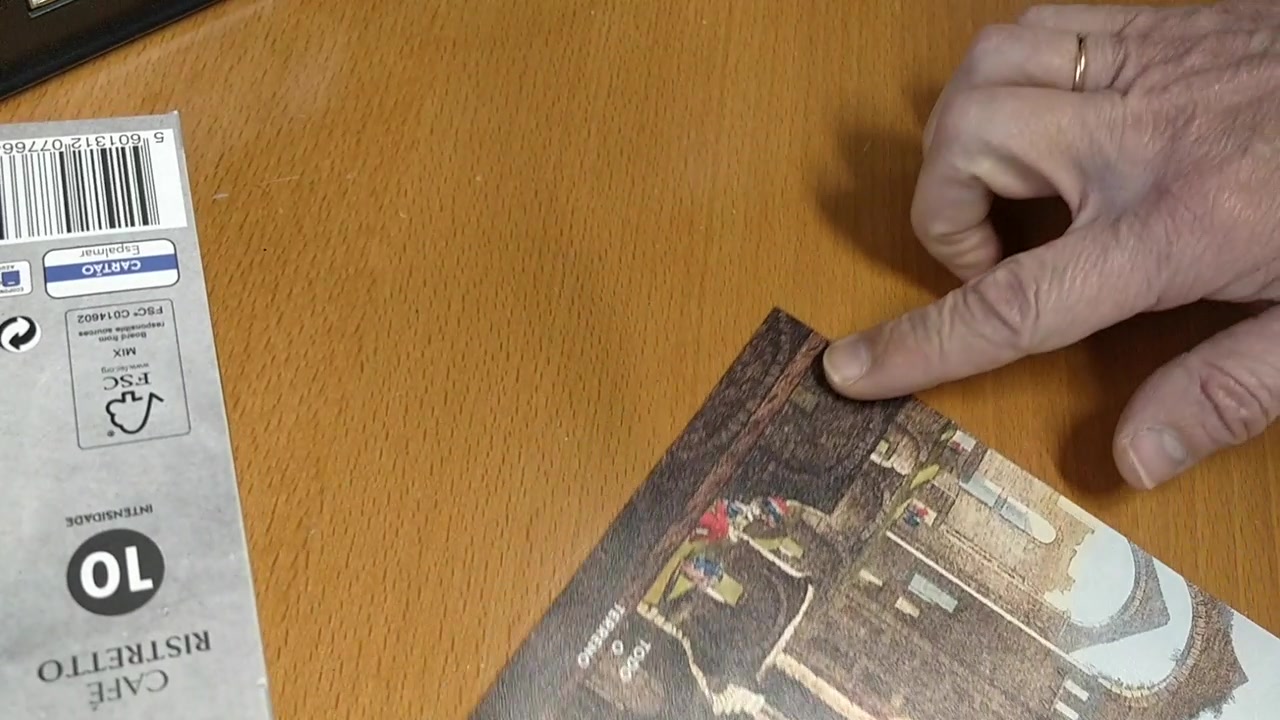 CAFÉ
RISTRETTO
10
INTENSIDADE
FSC
www.fsc.org
MIX
Board from
responsible sources
FSC® C014602
CARTÃO
Espalmar
5 601312 07766
TODO
O
TERRENO